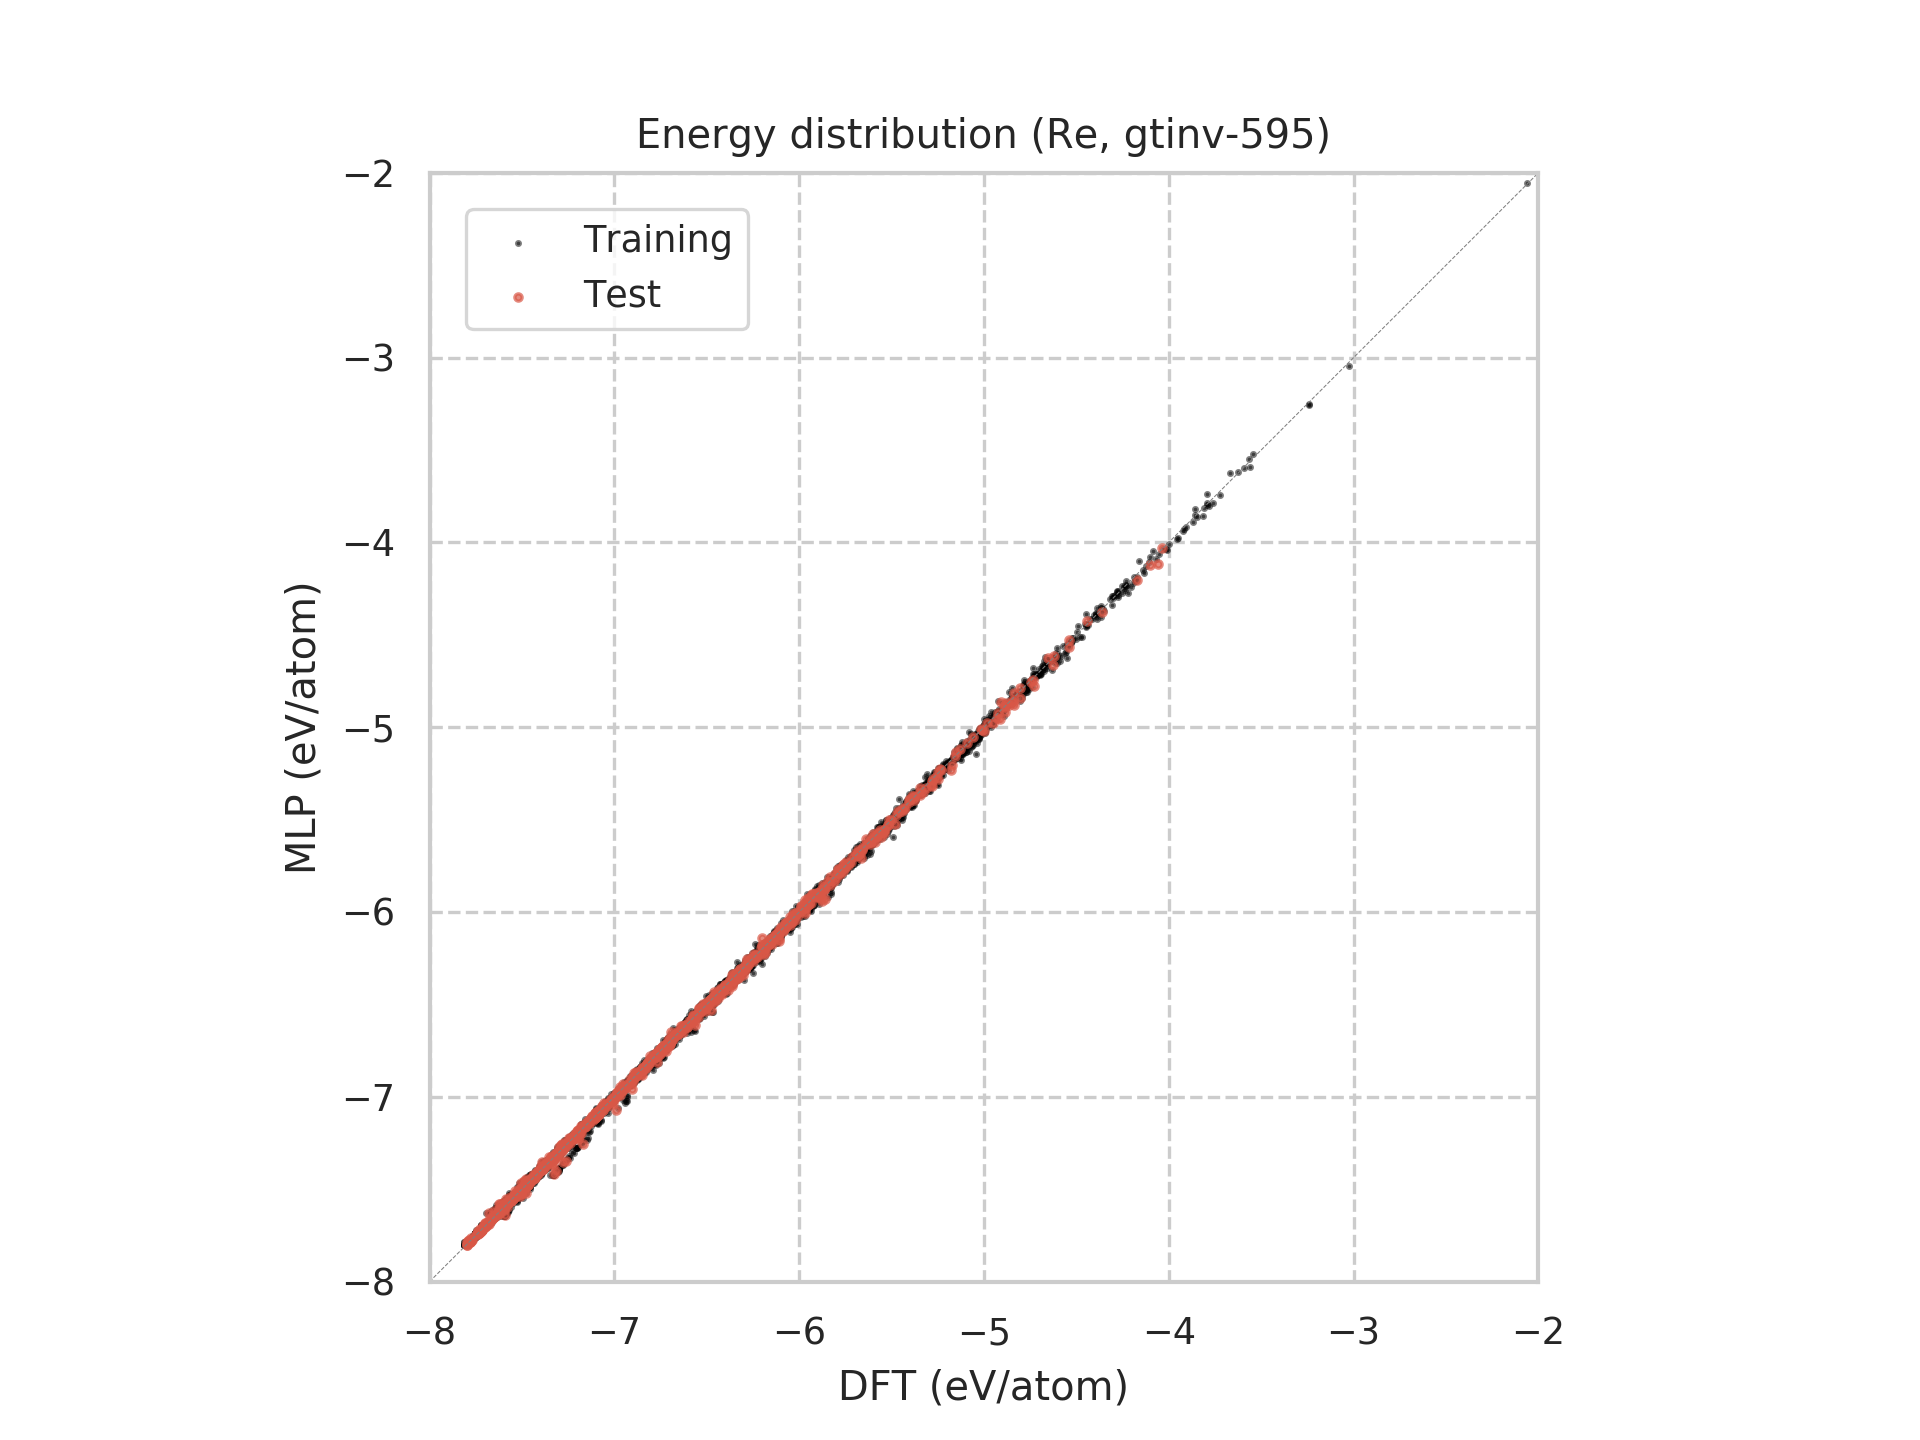 Energy distribution (Re, gtinv-595)
Training
Test
−2
−3
−4
−5
−6
−7
−8
MLP (eV/atom)
−8 −7 −6 −5 −4 −3 −2
DFT (eV/atom)